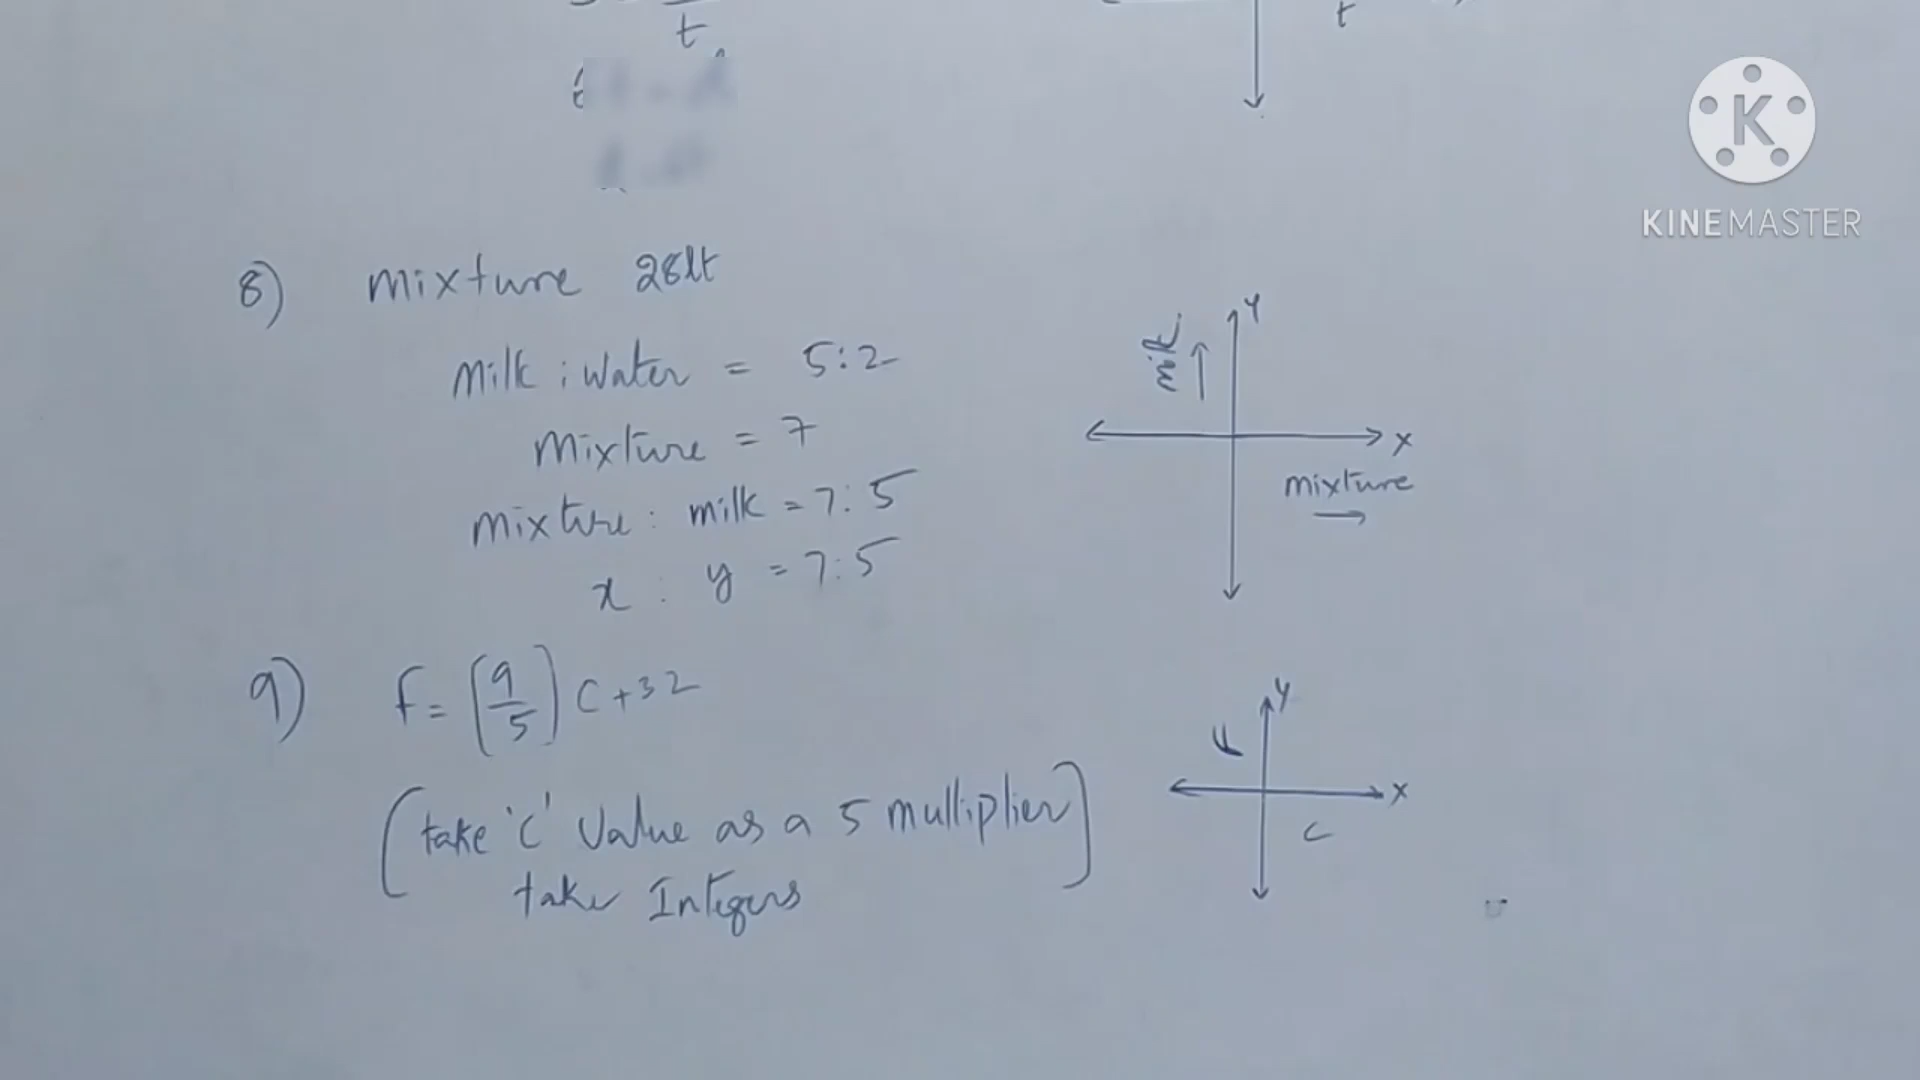 t
t
K
KINEMASTER
8) mixture 28lt
milk : water = 5:2
mixture = 7
mixture : milk = 7:5
x : y = 7:5
y
milk
x
mixture
9) F = (9/5) C + 32
(take 'C' Value as a 5 mulliplier)
take Integers
y
F
x
C